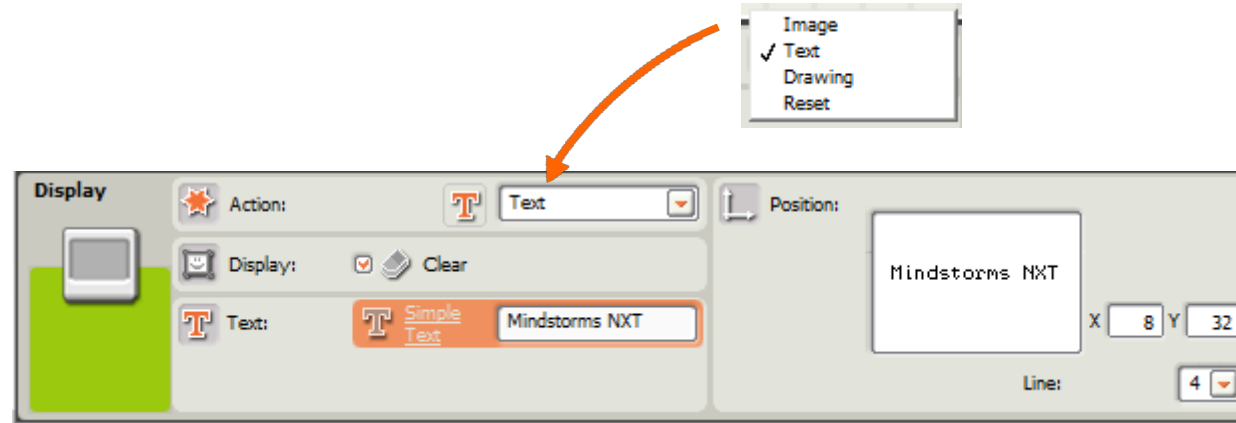 Image
Text
Drawing
Reset
Display
Action:
Text
Display:
Clear
Text:
Simple
Text
Mindstorms NXT
Position:
Mindstorms NXT
X 8 Y 32
Line: 4